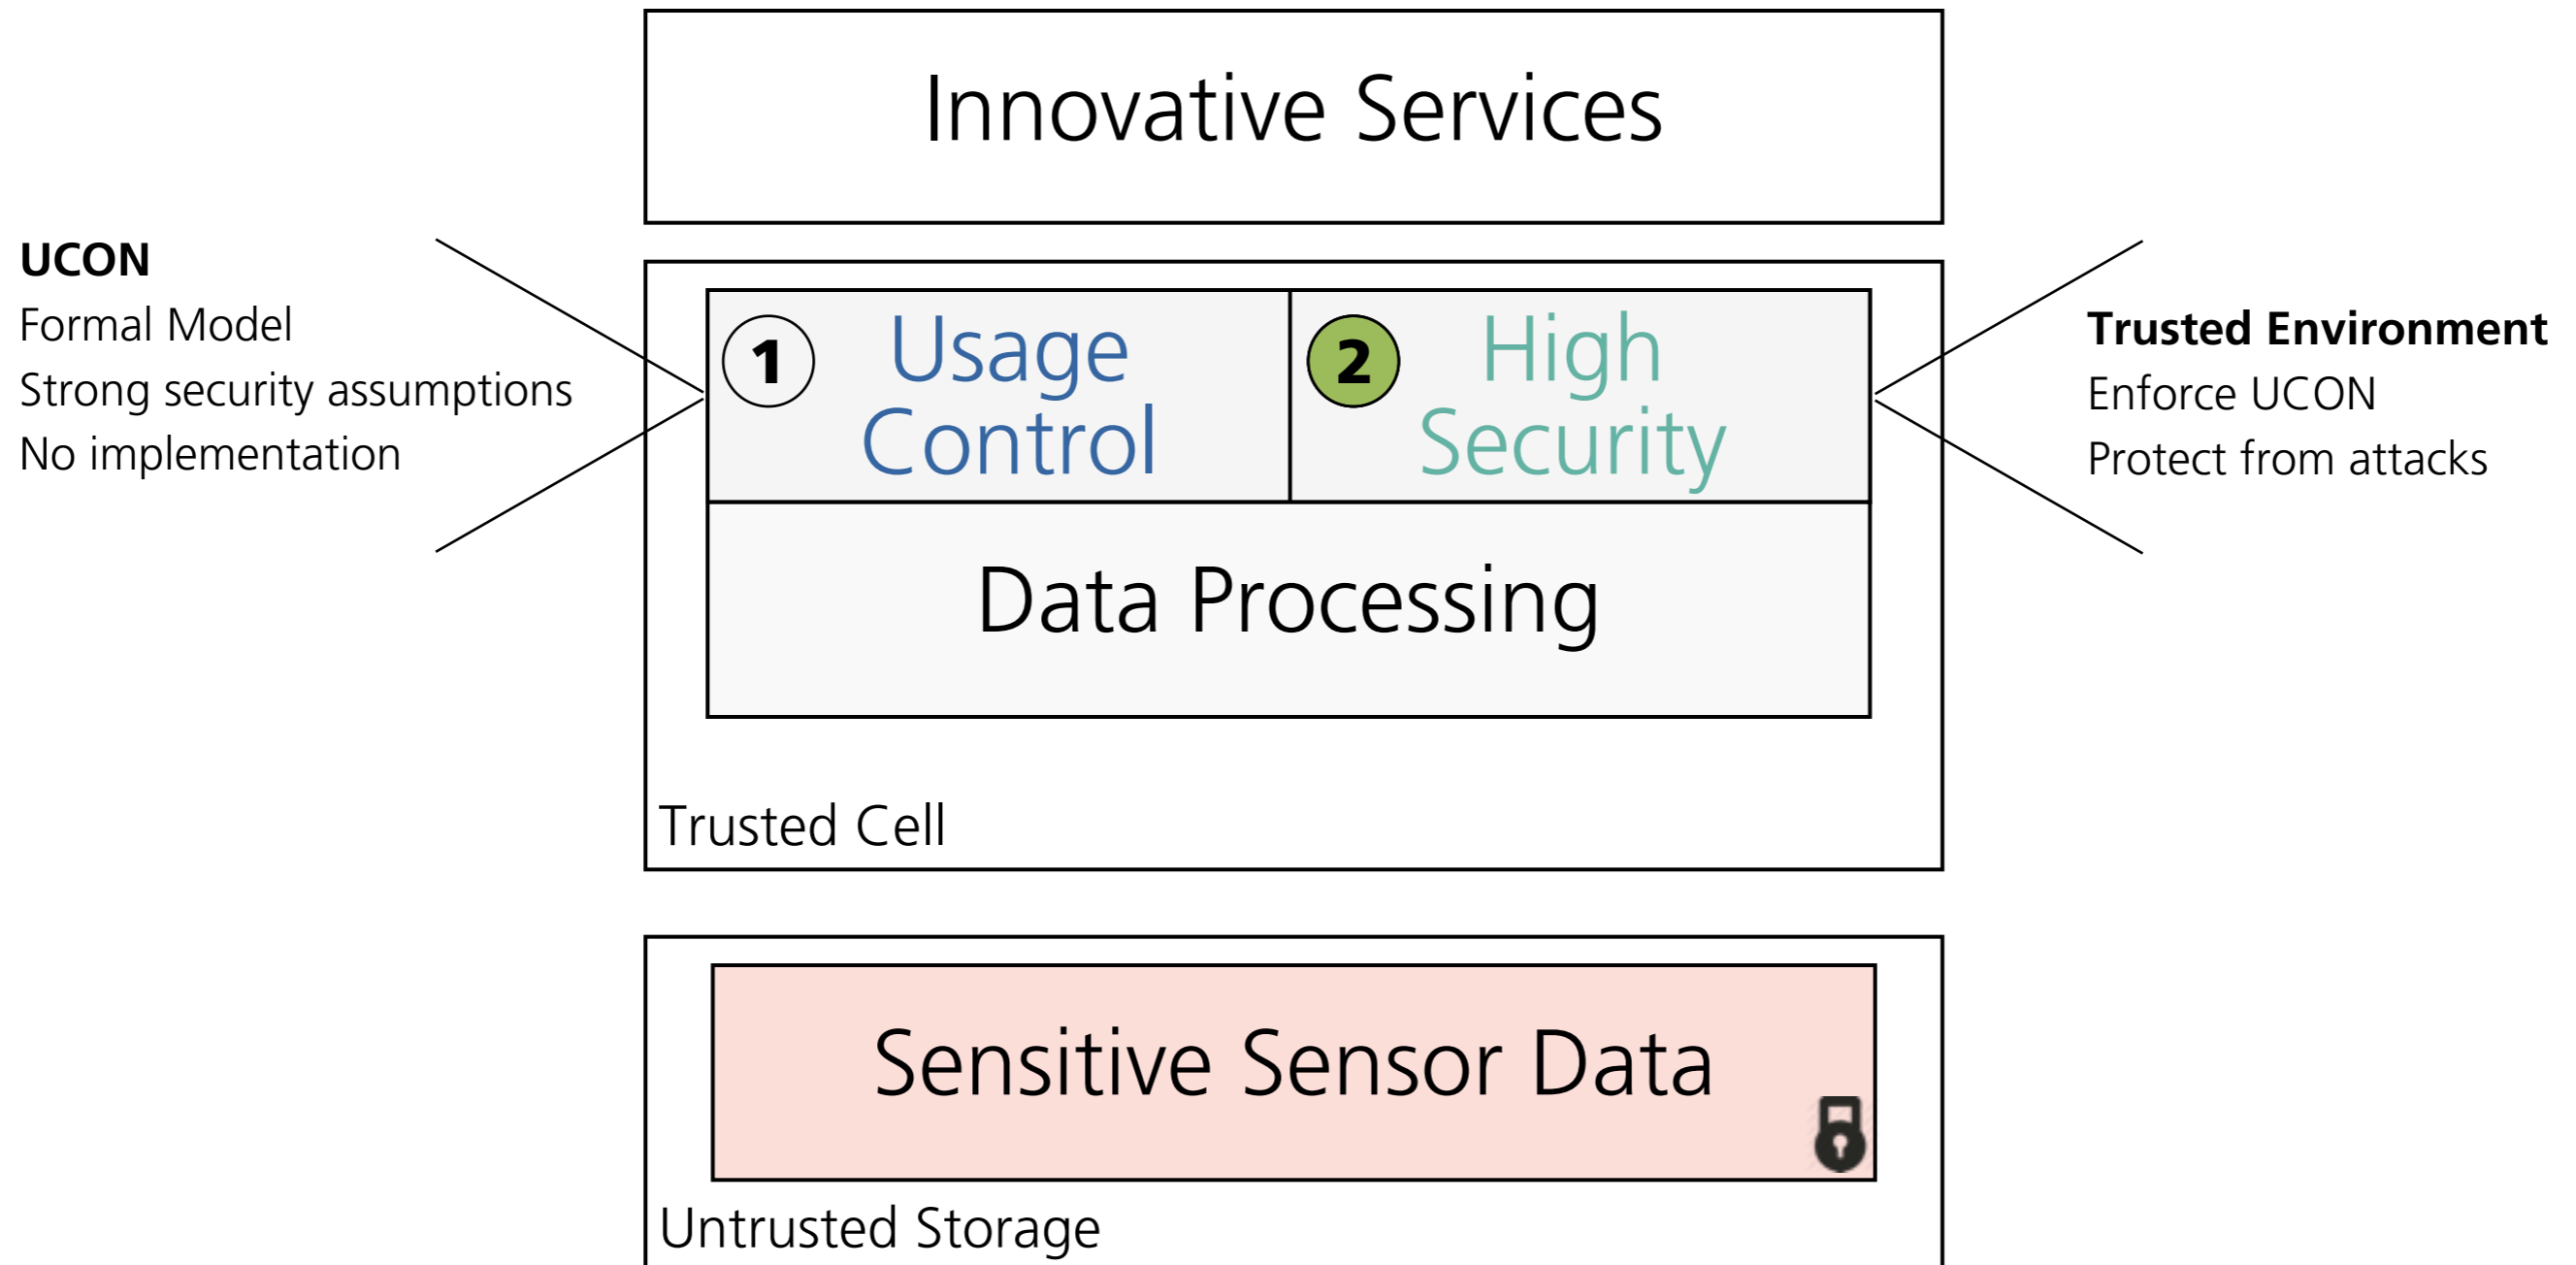 Innovative Services
UCON
Formal Model
Strong security assumptions
No implementation
1
Usage
Control
2
High
Security
Trusted Environment
Enforce UCON
Protect from attacks
Data Processing
Trusted Cell
Sensitive Sensor Data
Untrusted Storage